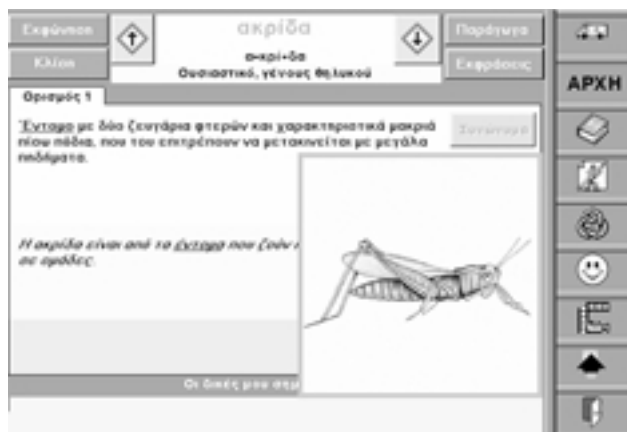 Εκφώνηση
ακρίδα
Παράγωγα
Κλίση
α•κρί•δα
Εκφράσεις
Ουσιαστικό, γένους θηλυκού
ΑΡΧΗ
Ορισμός 1
Έντομο με δύο ζευγάρια φτερών και χαρακτηριστικά μακριά
πίσω πόδια, που του επιτρέπουν να μετακινείται με μεγάλα
πηδήματα.
Συνώνυμα
Η ακρίδα είναι από τα έντομα που ζούν
σε ομάδες.
Οι δικές μου